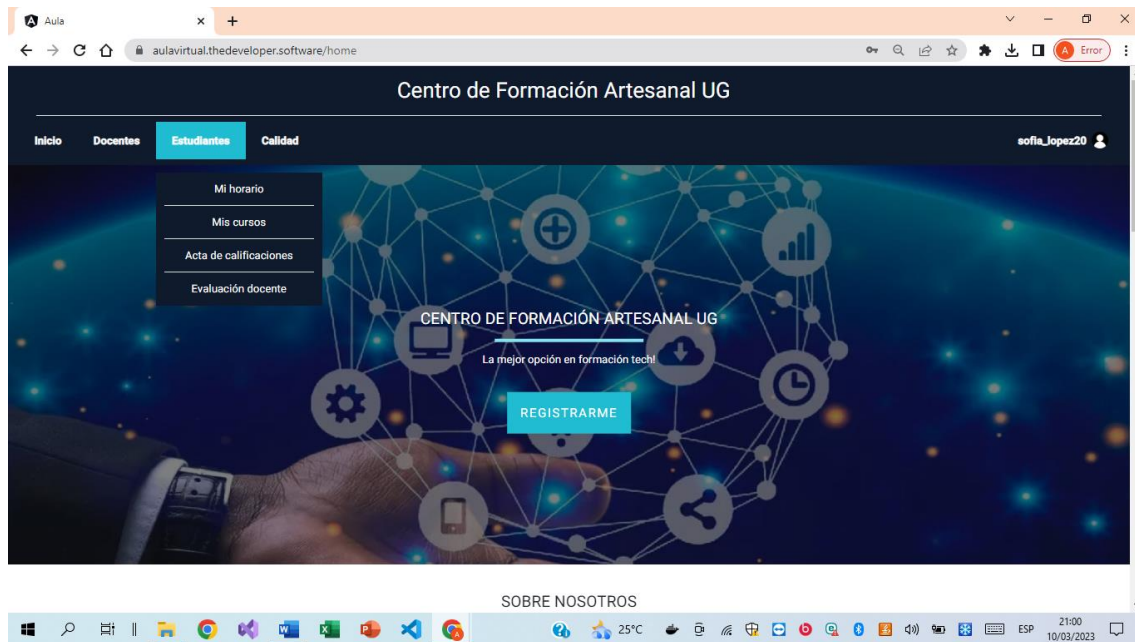 Aula
aulavirtual.thedeveloper.software/home
A Error
Centro de Formación Artesanal UG
Inicio Docentes Estudiantes Calidad sofia_lopez20
Mi horario
Mis cursos
Acta de calificaciones
Evaluación docente
CENTRO DE FORMACIÓN ARTESANAL UG
La mejor opción en formación tech!
REGISTRARME
SOBRE NOSOTROS
25°C ESP 21:00
10/03/2023